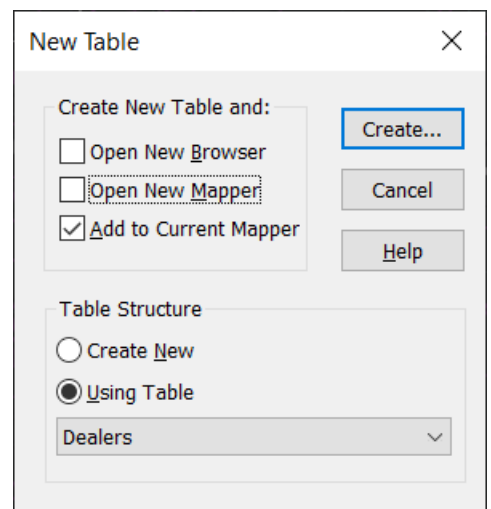 New Table
Create New Table and:
Open New Browser
Open New Mapper
Add to Current Mapper
Create...
Cancel
Help
Table Structure
Create New
Using Table
Dealers